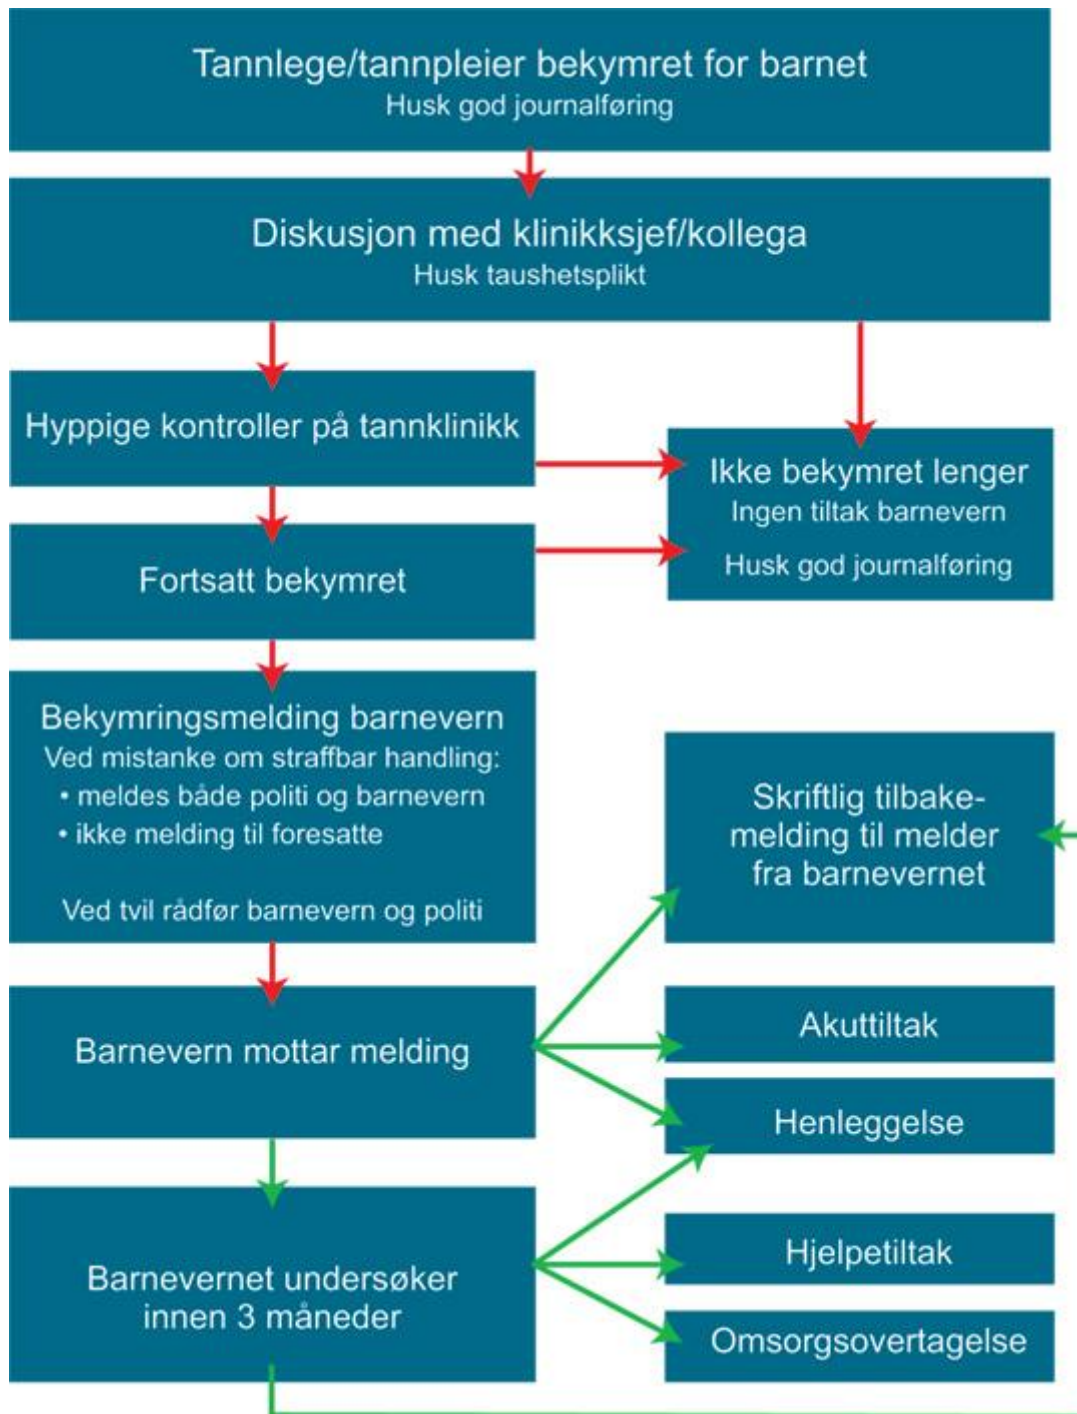 Tannlege/tannpleier bekymret for barnet
Husk god journalføring
Diskusjon med klinikksjef/kollega
Husk taushetsplikt
Hyppige kontroller på tannklinikk
Ikke bekymret lenger
Ingen tiltak barnevern
Husk god journalføring
Fortsatt bekymret
Bekymringsmelding barnevern
Ved mistanke om straffbar handling:
• meldes både politi og barnevern
• ikke melding til foresatte
Ved tvil rådfør barnevern og politi
Skriftlig tilbake-
melding til melder
fra barnevernet
Barnevern mottar melding
Akuttiltak
Henleggelse
Barnevernet undersøker
innen 3 måneder
Hjelpetiltak
Omsorgsovertagelse